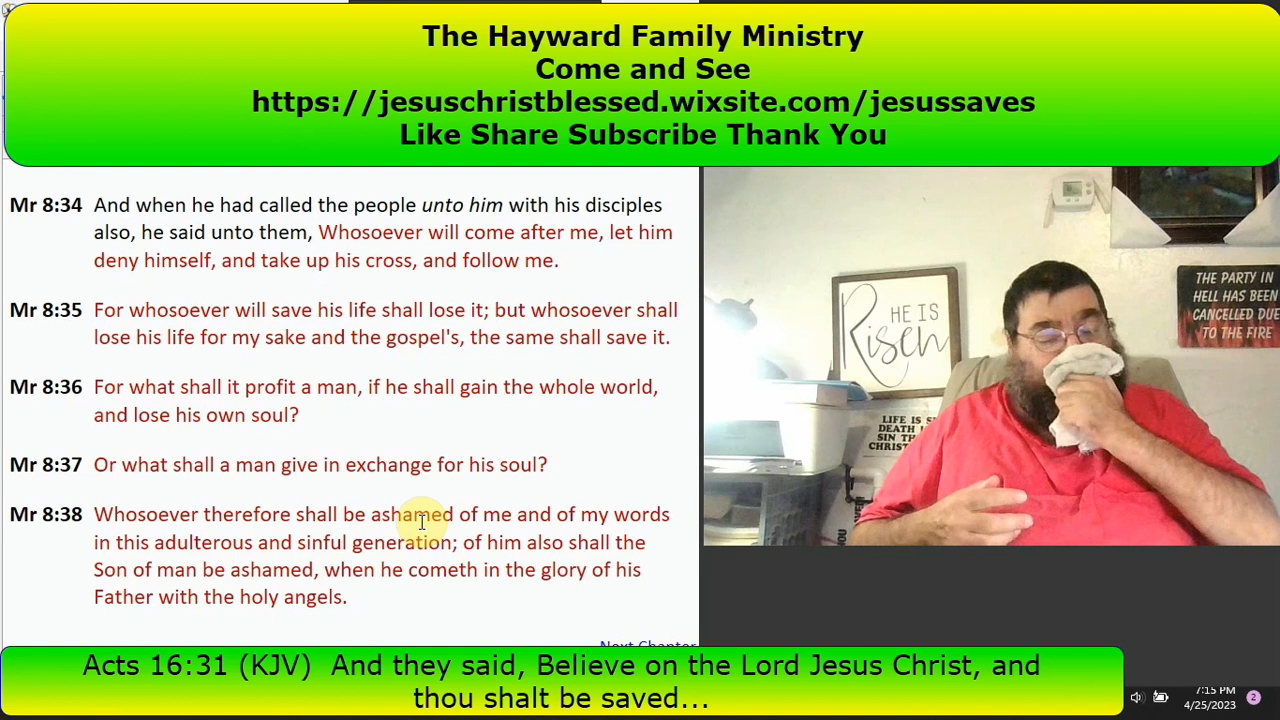 The Hayward Family Ministry
Come and See
https://jesuschristblessed.wixsite.com/jesussaves
Like Share Subscribe Thank You
Mr 8:34 And when he had called the people unto him with his disciples
also, he said unto them, Whosoever will come after me, let him
deny himself, and take up his cross, and follow me.
Mr 8:35 For whosoever will save his life shall lose it; but whosoever shall
lose his life for my sake and the gospel's, the same shall save it.
Mr 8:36 For what shall it profit a man, if he shall gain the whole world,
and lose his own soul?
Mr 8:37 Or what shall a man give in exchange for his soul?
Mr 8:38 Whosoever therefore shall be ashamed of me and of my words
in this adulterous and sinful generation; of him also shall the
Son of man be ashamed, when he cometh in the glory of his
Father with the holy angels.
Next Chapter
HE IS
Risen
THE PARTY IN
HELL HAS BEEN
CANCELLED DUE
TO THE FIRE
LIFE IS
DEATH
SIN TH
CHRIST
Acts 16:31 (KJV) And they said, Believe on the Lord Jesus Christ, and
thou shalt be saved...
7:15 PM
4/25/2023
2